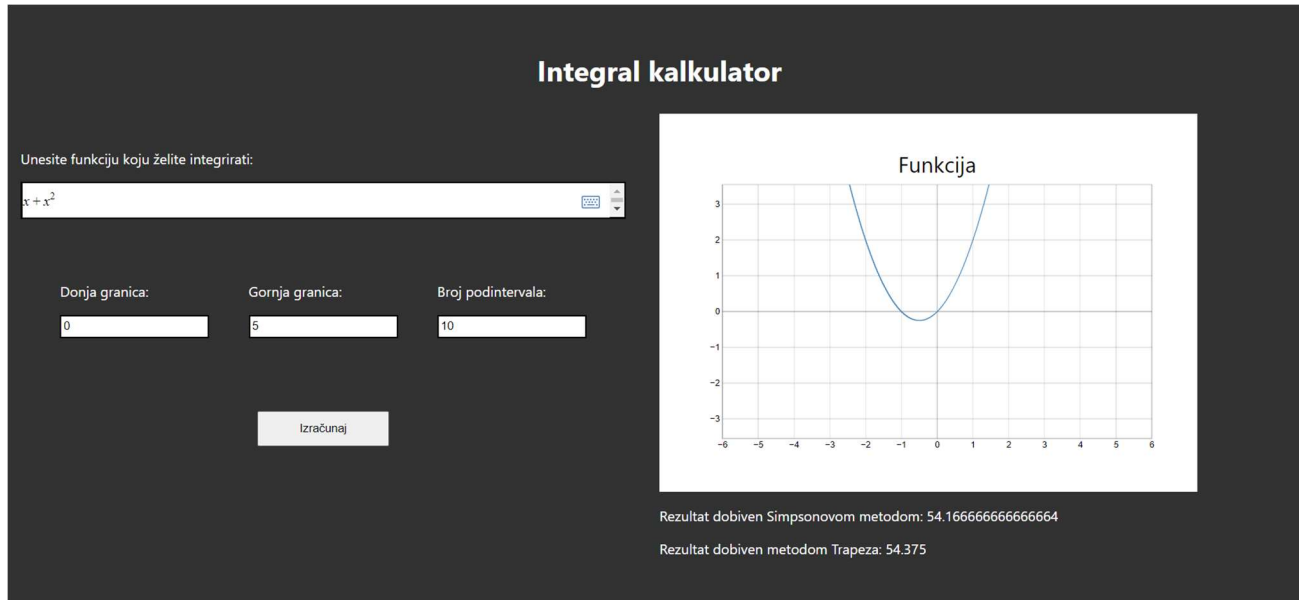 Integral kalkulator
Unesite funkciju koju želite integrirati:
x + x²
Donja granica: Gornja granica: Broj podintervala:
0 5 10
Izračunaj
Funkcija
3
2
1
0
−1
−2
−3
−6 −5 −4 −3 −2 −1 0 1 2 3 4 5 6
Rezultat dobiven Simpsonovom metodom: 54.166666666666664
Rezultat dobiven metodom Trapeza: 54.375